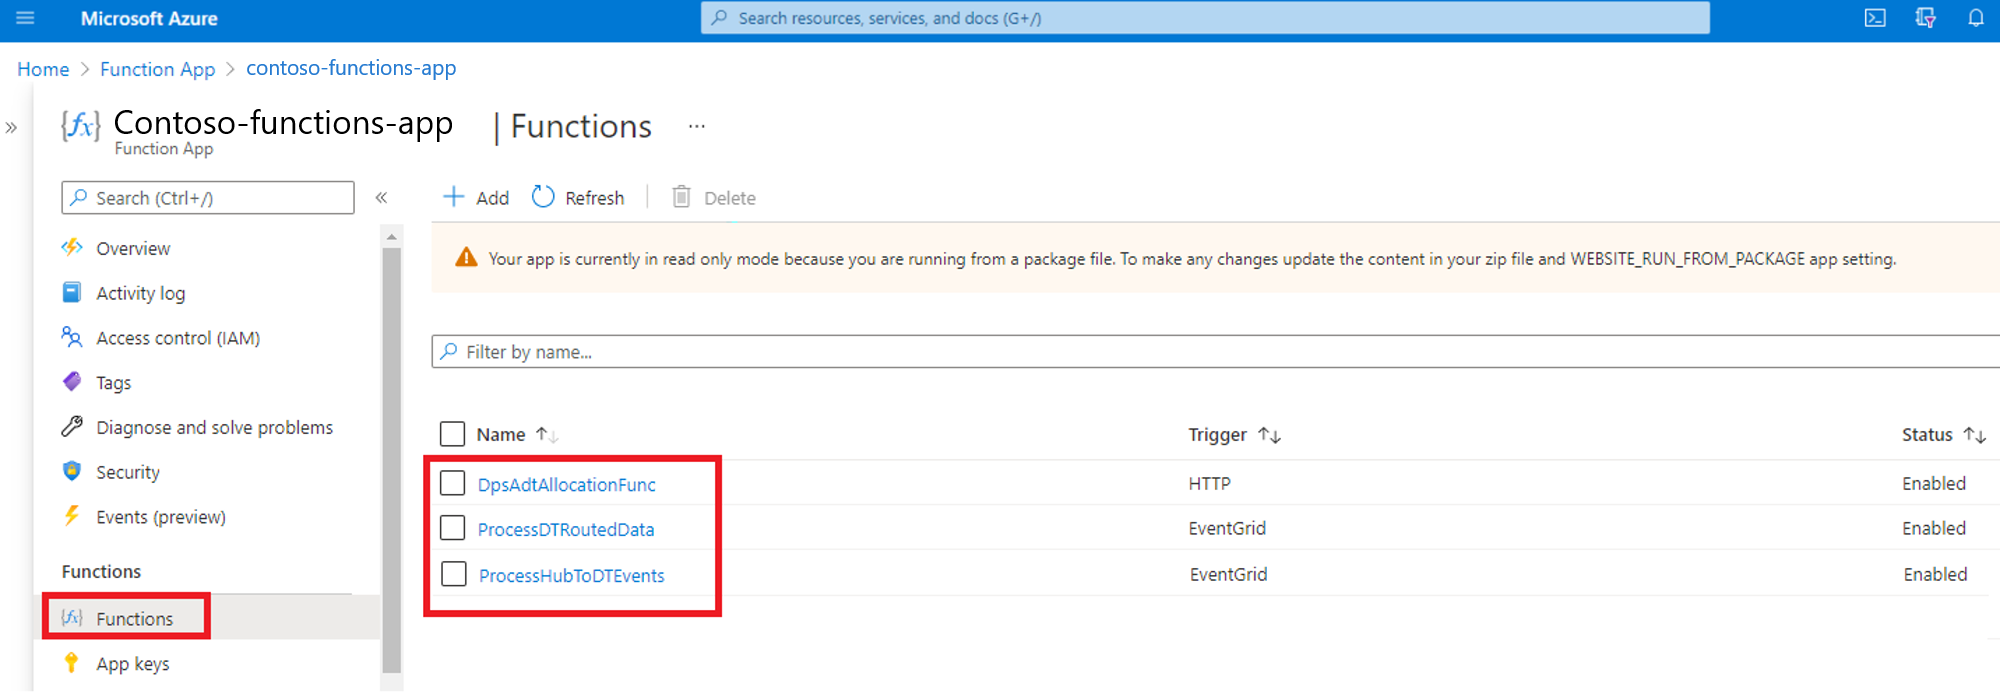 Microsoft Azure
Search resources, services, and docs (G+/)
Home > Function App > contoso-functions-app
»
{fx} Contoso-functions-app | Functions ...
Function App
Search (Ctrl+/) «
+ Add Refresh | Delete
Overview
Activity log
Access control (IAM)
Tags
Diagnose and solve problems
Security
Events (preview)
Functions
{fx} Functions
App keys
Your app is currently in read only mode because you are running from a package file. To make any changes update the content in your zip file and WEBSITE_RUN_FROM_PACKAGE app setting.
Filter by name...
Name ↑↓ Trigger ↑↓ Status ↑↓
DpsAdtAllocationFunc HTTP Enabled
ProcessDTRoutedData EventGrid Enabled
ProcessHubToDTEvents EventGrid Enabled